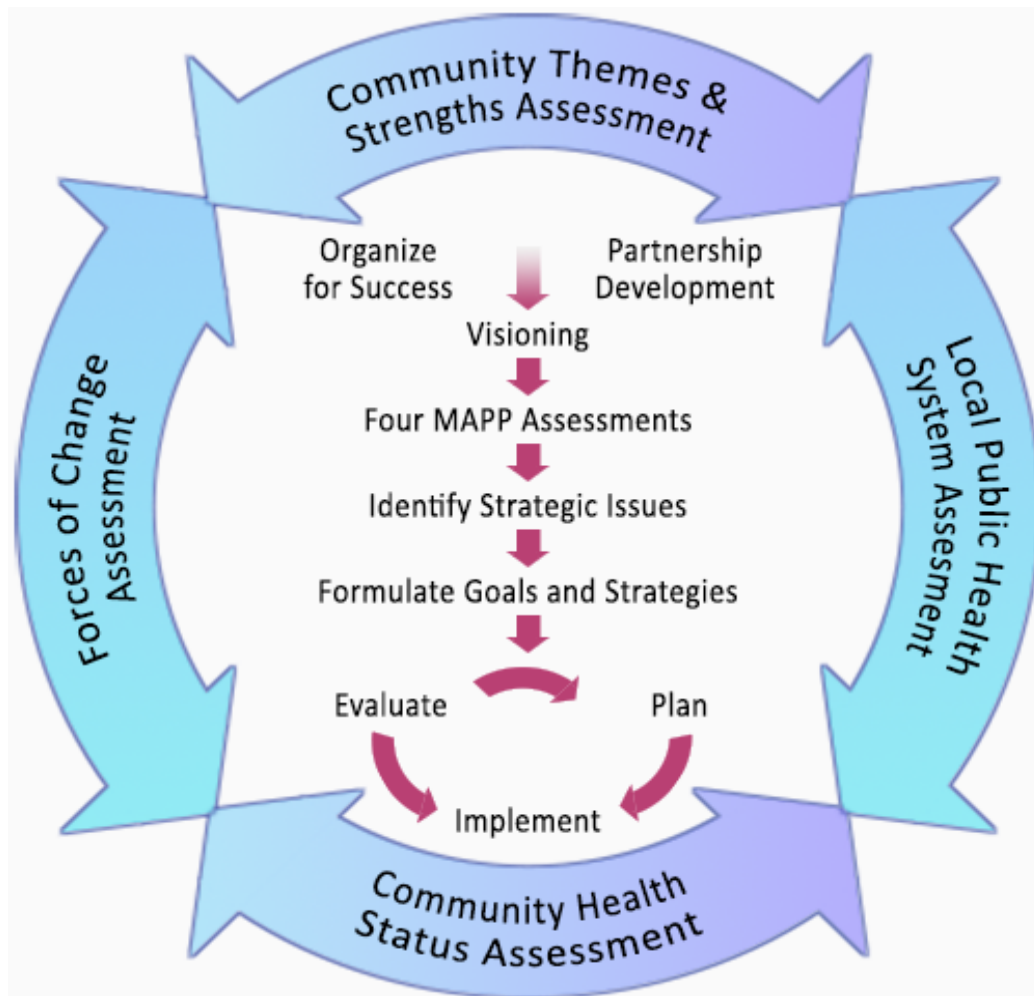 Community Themes &
Strengths Assessment
Organize
for Success
Partnership
Development
Visioning
Four MAPP Assessments
Identify Strategic Issues
Formulate Goals and Strategies
Evaluate
Plan
Implement
Forces of Change
Assessment
Local Public Health
System Assesment
Community Health
Status Assessment